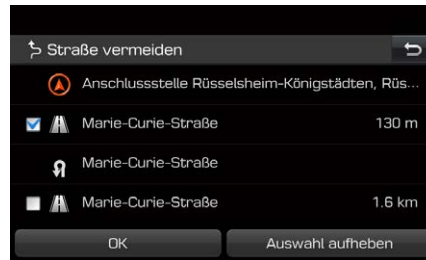 Straße vermeiden
Anschlussstelle Rüsselsheim-Königstädten, Rüs...
Marie-Curie-Straße 130 m
Marie-Curie-Straße
Marie-Curie-Straße 1.6 km
OK Auswahl aufheben